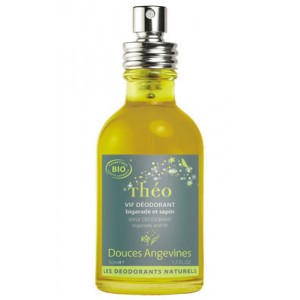 BIO
théo
VIF DÉODORANT
bigarade et sapin
Douces Angevines
LES DÉODORANTS NATURELS